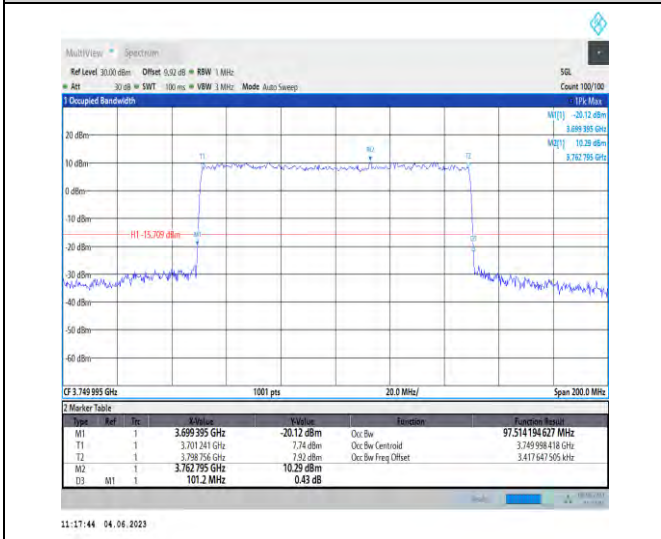 MultiView Spectrum
Ref Level 30.00 dBm Offset 9.92 dB RBW 1 MHz SGL
Att 30 dB SWT 100 ms VBW 3 MHz Mode Auto Sweep Count 100/100
1 Occupied Bandwidth 1Pk Max
M1[1] -20.12 dBm
3.699 395 GHz
M2[1] 10.29 dBm
3.762 795 GHz
20 dBm
10 dBm
T1
M2
T2
0 dBm
-10 dBm
H1 -15.709 dBm
M1
D3
-20 dBm
-30 dBm
-40 dBm
-50 dBm
-60 dBm
CF 3.749 995 GHz 1001 pts 20.0 MHz/ Span 200.0 MHz
2 Marker Table
Type Ref Trc X-Value Y-Value Function Function Result
M1 1 3.699 395 GHz -20.12 dBm Occ Bw 97.514 194 627 MHz
T1 1 3.701 241 GHz 7.74 dBm Occ Bw Centroid 3.749 998 418 GHz
T2 1 3.798 756 GHz 7.92 dBm Occ Bw Freq Offset 3.417 647 505 kHz
M2 1 3.762 795 GHz 10.29 dBm
D3 M1 1 101.2 MHz 0.43 dB
11:17:44 04.06.2023